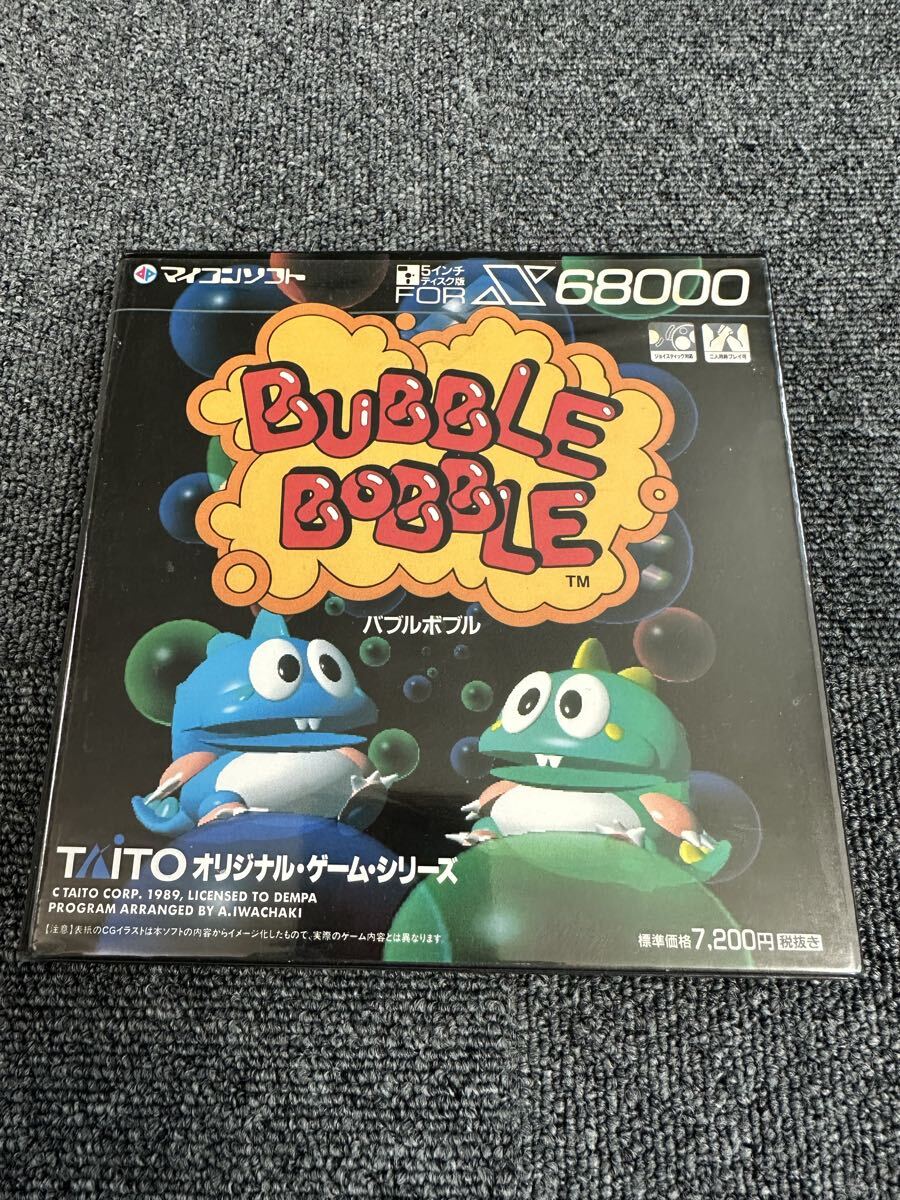 マイコンソフト
5インチ
ディスク版
FOR X68000
ジョイスティック対応
二人同時プレイ可
BUBBLE
BOBBLE
TM
バブルボブル
TAITO オリジナル・ゲーム・シリーズ
C TAITO CORP. 1989, LICENSED TO DEMPA
PROGRAM ARRANGED BY A.IWACHAKI
【注意】表紙のCGイラストは本ソフトの内容からイメージ化したもので、実際のゲーム内容とは異なります
標準価格7,200円 税抜き